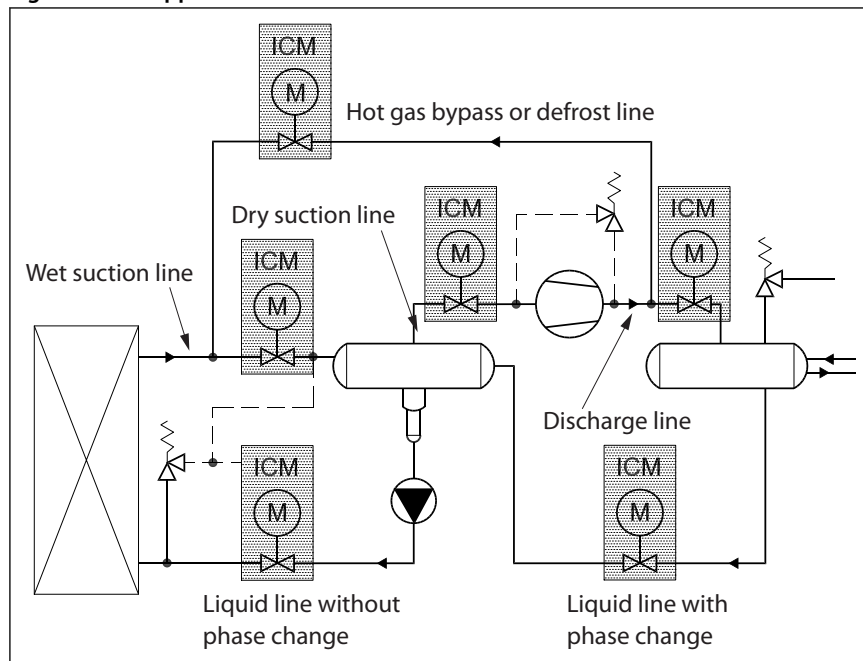 ICM
M
Hot gas bypass or defrost line
Dry suction line
ICM
M
ICM
M
Wet suction line
ICM
M
Discharge line
ICM
M
ICM
M
Liquid line without
phase change
Liquid line with
phase change